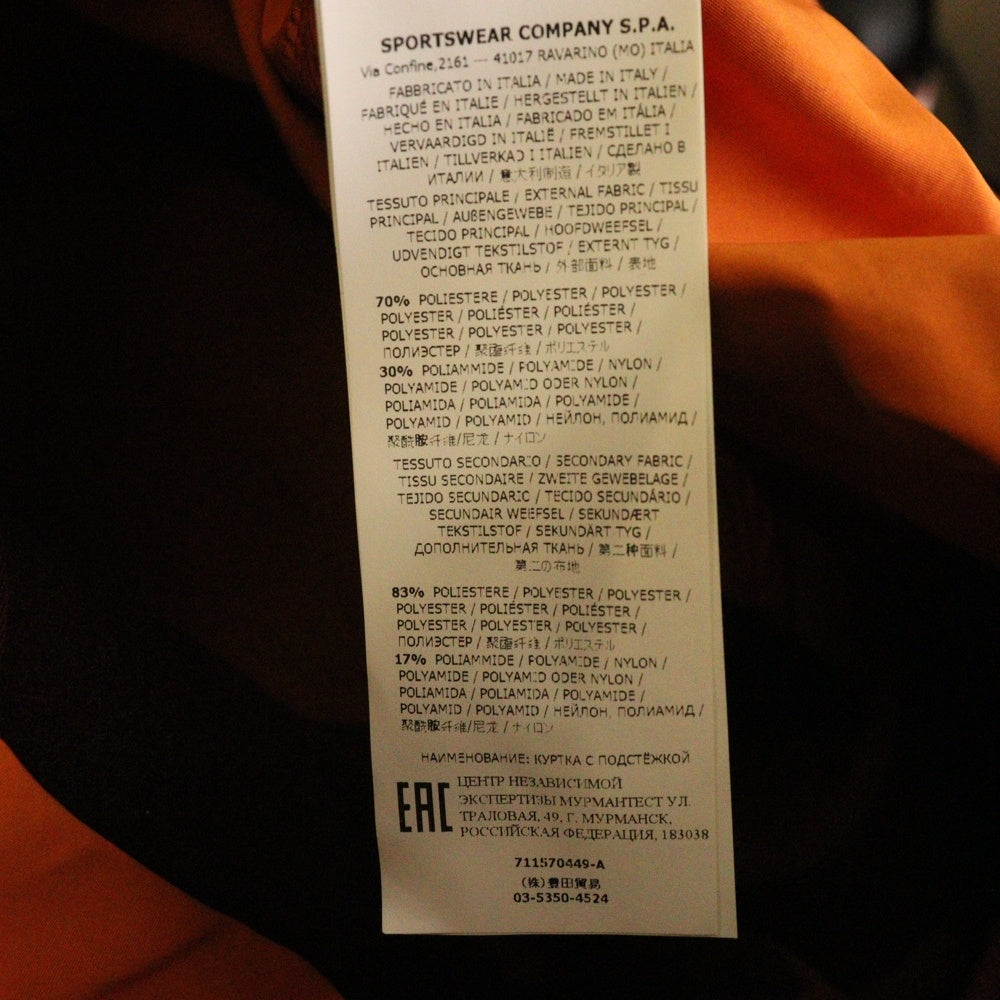 SPORTSWEAR COMPANY S.P.A.
Via Confine,2161 --- 41017 RAVARINO (MO) ITALIA
FABBRICATO IN ITALIA / MADE IN ITALY /
FABRIQUÉ EN ITALIE / HERGESTELLT IN ITALIEN /
HECHO EN ITALIA / FABRICADO EM ITÁLIA /
VERVAARDIGD IN ITALIË / FREMSTILLET I
ITALIEN / TILLVERKAD I ITALIEN / СДЕЛАНО В
ИТАЛИИ / 意大利制造 / イタリア製
TESSUTO PRINCIPALE / EXTERNAL FABRIC / TISSU
PRINCIPAL / AUßENGEWEBE / TEJIDO PRINCIPAL /
TECIDO PRINCIPAL / HOOFDWEEFSEL /
UDVENDIGT TEKSTILSTOF / EXTERNT TYG /
ОСНОВНАЯ ТКАНЬ / 外部面料 / 表地
70% POLIESTERE / POLYESTER / POLYESTER /
POLYESTER / POLIÉSTER / POLIÉSTER /
POLYESTER / POLYESTER / POLYESTER /
ПОЛИЭСТЕР / 聚酯纤维 / ポリエステル
30% POLIAMMIDE / POLYAMIDE / NYLON /
POLYAMIDE / POLYAMID ODER NYLON /
POLIAMIDA / POLIAMIDA / POLYAMIDE /
POLYAMID / POLYAMID / НЕЙЛОН, ПОЛИАМИД /
聚酰胺纤维/尼龙 / ナイロン
TESSUTO SECONDARIO / SECONDARY FABRIC /
TISSU SECONDAIRE / ZWEITE GEWEBELAGE /
TEJIDO SECUNDARIO / TECIDO SECUNDÁRIO /
SECUNDAIR WEEFSEL / SEKUNDÆRT
TEKSTILSTOF / SEKUNDÄRT TYG /
ДОПОЛНИТЕЛЬНАЯ ТКАНЬ / 第二种面料 /
第二の布地
83% POLIESTERE / POLYESTER / POLYESTER /
POLYESTER / POLIÉSTER / POLIÉSTER /
POLYESTER / POLYESTER / POLYESTER /
ПОЛИЭСТЕР / 聚酯纤维 / ポリエステル
17% POLIAMMIDE / POLYAMIDE / NYLON /
POLYAMIDE / POLYAMID ODER NYLON /
POLIAMIDA / POLIAMIDA / POLYAMIDE /
POLYAMID / POLYAMID / НЕЙЛОН, ПОЛИАМИД /
聚酰胺纤维/尼龙 / ナイロン
НАИМЕНОВАНИЕ: КУРТКА С ПОДСТЁЖКОЙ
EAC
ЦЕНТР НЕЗАВИСИМОЙ
ЭКСПЕРТИЗЫ МУРМАНТЕСТ УЛ.
ТРАЛОВАЯ, 49, Г. МУРМАНСК,
РОССИЙСКАЯ ФЕДЕРАЦИЯ, 183038
711570449-A
(株)豊田貿易
03-5350-4524